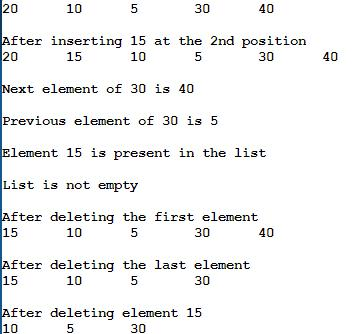 20 10 5 30 40
After inserting 15 at the 2nd position
20 15 10 5 30 40
Next element of 30 is 40
Previous element of 30 is 5
Element 15 is present in the list
List is not empty
After deleting the first element
15 10 5 30 40
After deleting the last element
15 10 5 30
After deleting element 15
10 5 30